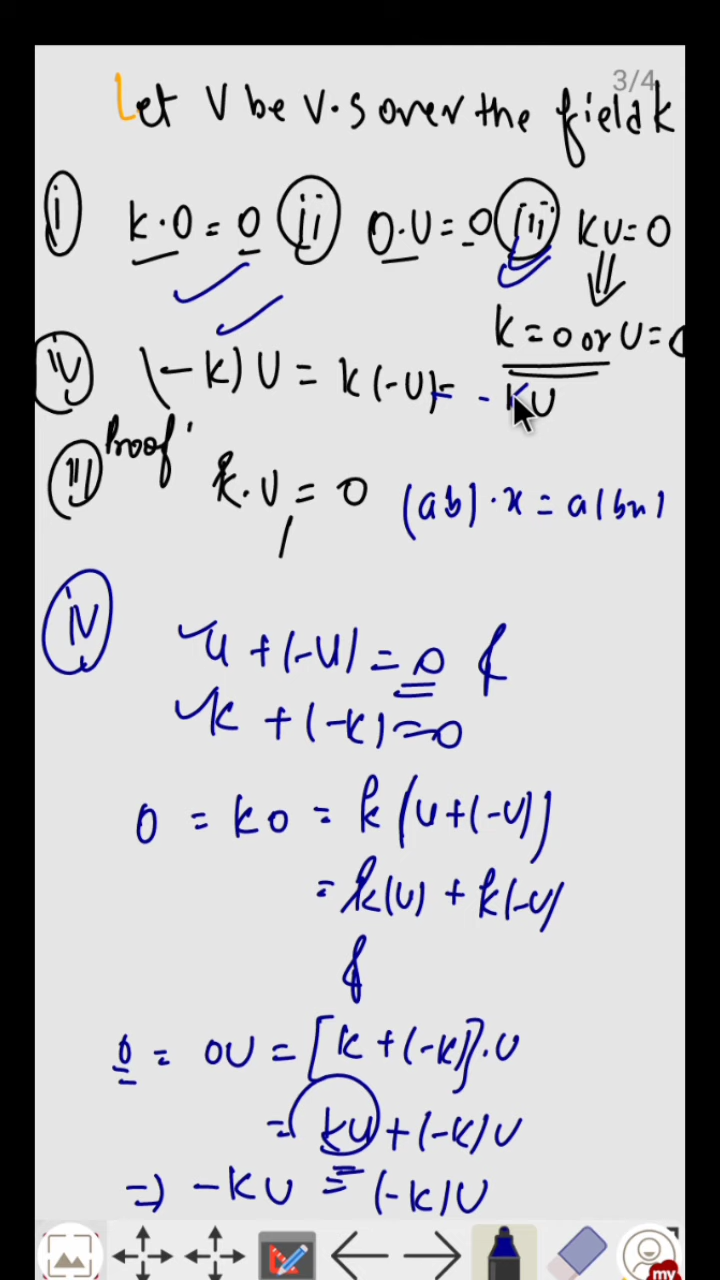 3/4
Let V be V.S over the field K
i k.0 = 0 ii 0.U = 0 iii KU=0
⇓
k=0 or U=0
iv (-k)U = k(-U) = -KU
Proof:
iii k.U = 0 (ab).x = a(bx)
iv
u + (-U) = 0 &
k + (-k) = 0
0 = k0 = k(U+(-U))
= k(U) + k(-U)
&
0 = 0U = [k+(-k)].U
= kU + (-k)U
=> -KU = (-k)U
my